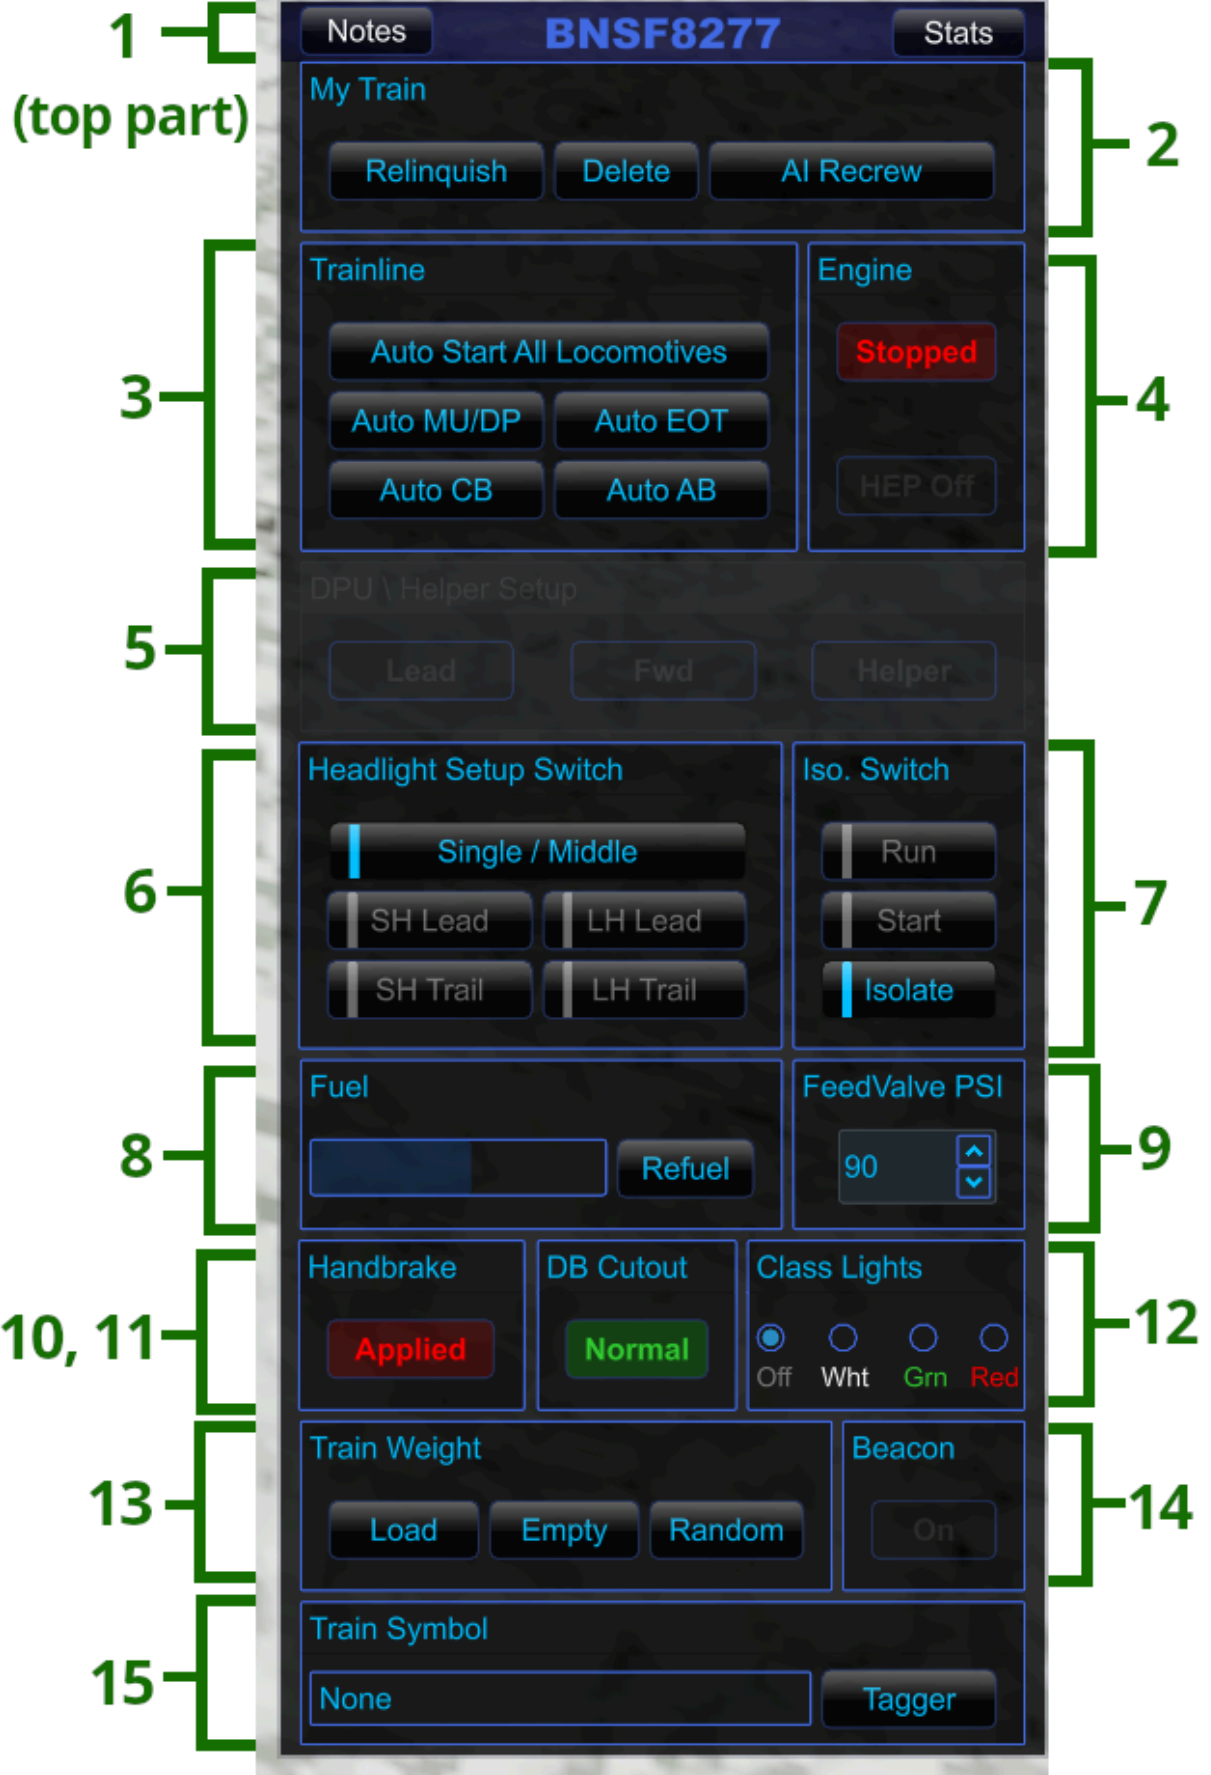 1
(top part)
Notes
BNSF8277
Stats
My Train
Relinquish
Delete
AI Recrew
2
Trainline
Auto Start All Locomotives
Auto MU/DP
Auto EOT
Auto CB
Auto AB
3
Engine
Stopped
HEP Off
4
DPU \ Helper Setup
Lead
Fwd
Helper
5
Headlight Setup Switch
Single / Middle
SH Lead
LH Lead
SH Trail
LH Trail
6
Iso. Switch
Run
Start
Isolate
7
Fuel
Refuel
8
FeedValve PSI
90
9
Handbrake
Applied
DB Cutout
Normal
10, 11
Class Lights
Off
Wht
Grn
Red
12
Train Weight
Load
Empty
Random
13
Beacon
On
14
Train Symbol
None
Tagger
15